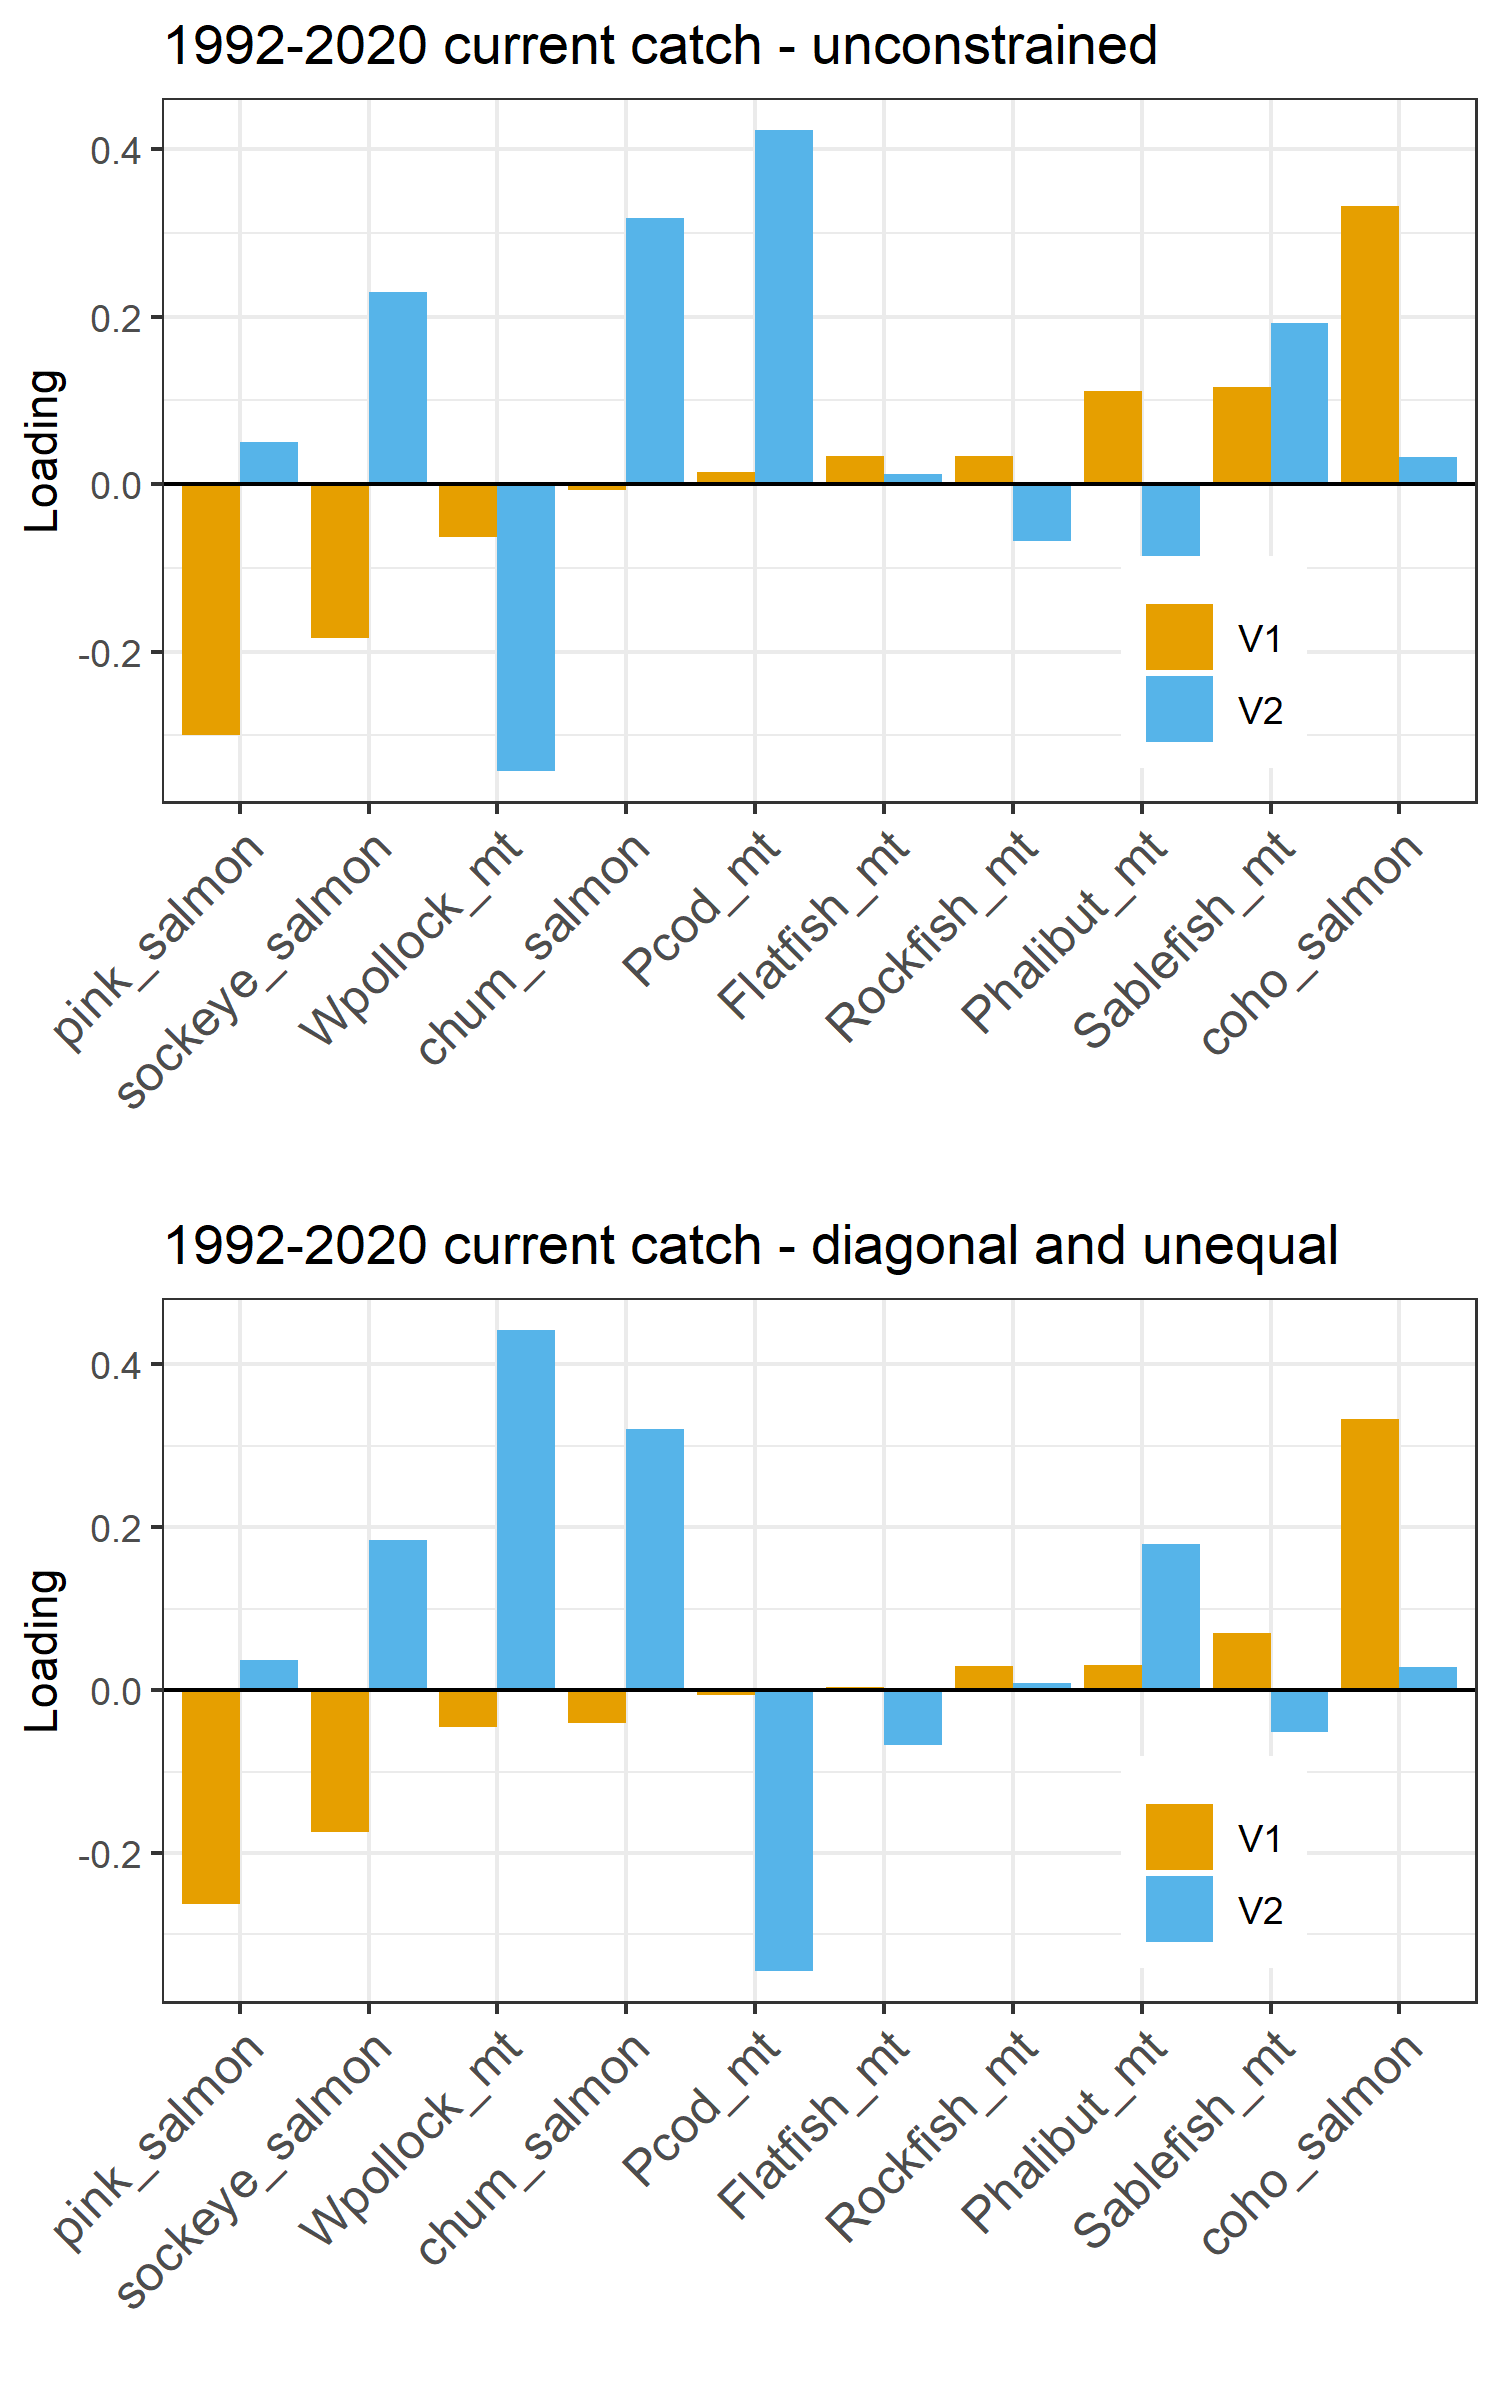 1992-2020 current catch - unconstrained
Loading
0.4
0.2
0.0
-0.2
V1
V2
pink_salmon
sockeye_salmon
Wpollock_mt
chum_salmon
Pcod_mt
Flatfish_mt
Rockfish_mt
Phalibut_mt
Sablefish_mt
coho_salmon
1992-2020 current catch - diagonal and unequal
Loading
0.4
0.2
0.0
-0.2
V1
V2
pink_salmon
sockeye_salmon
Wpollock_mt
chum_salmon
Pcod_mt
Flatfish_mt
Rockfish_mt
Phalibut_mt
Sablefish_mt
coho_salmon